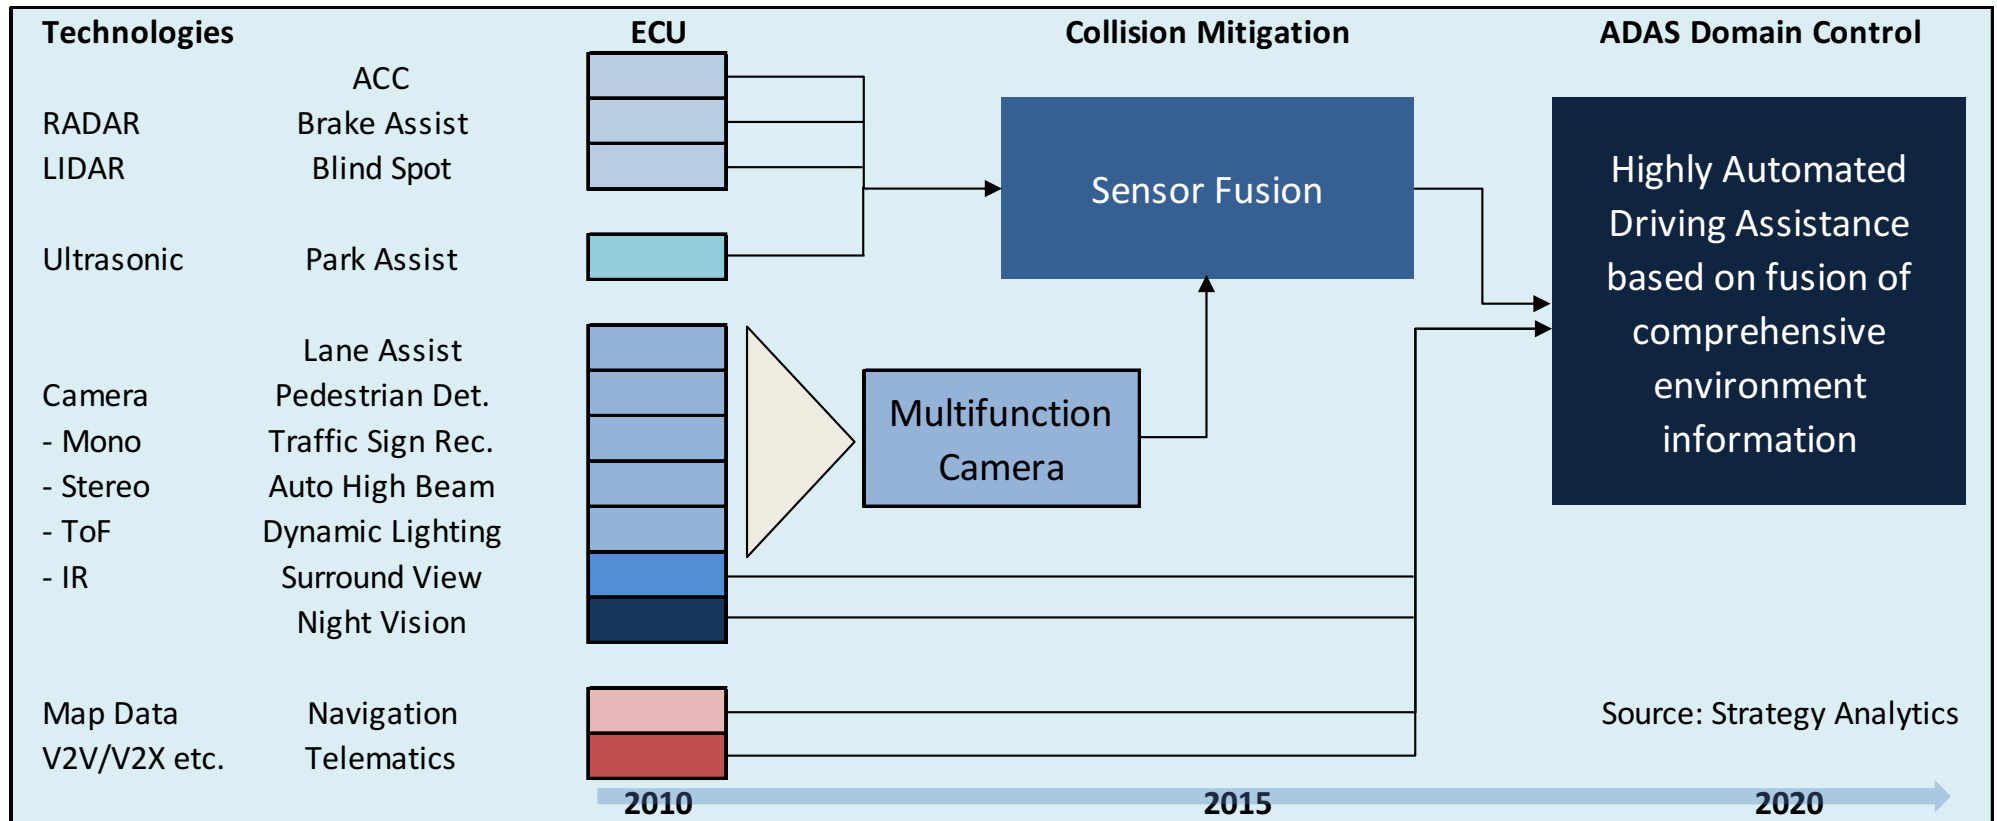 Technologies ECU Collision Mitigation ADAS Domain Control
ACC
RADAR Brake Assist
LIDAR Blind Spot
Ultrasonic Park Assist
Lane Assist
Camera Pedestrian Det.
- Mono Traffic Sign Rec.
- Stereo Auto High Beam
- ToF Dynamic Lighting
- IR Surround View
Night Vision
Map Data Navigation
V2V/V2X etc. Telematics
Multifunction
Camera
Sensor Fusion
Highly Automated
Driving Assistance
based on fusion of
comprehensive
environment
information
Source: Strategy Analytics
2010 2015 2020